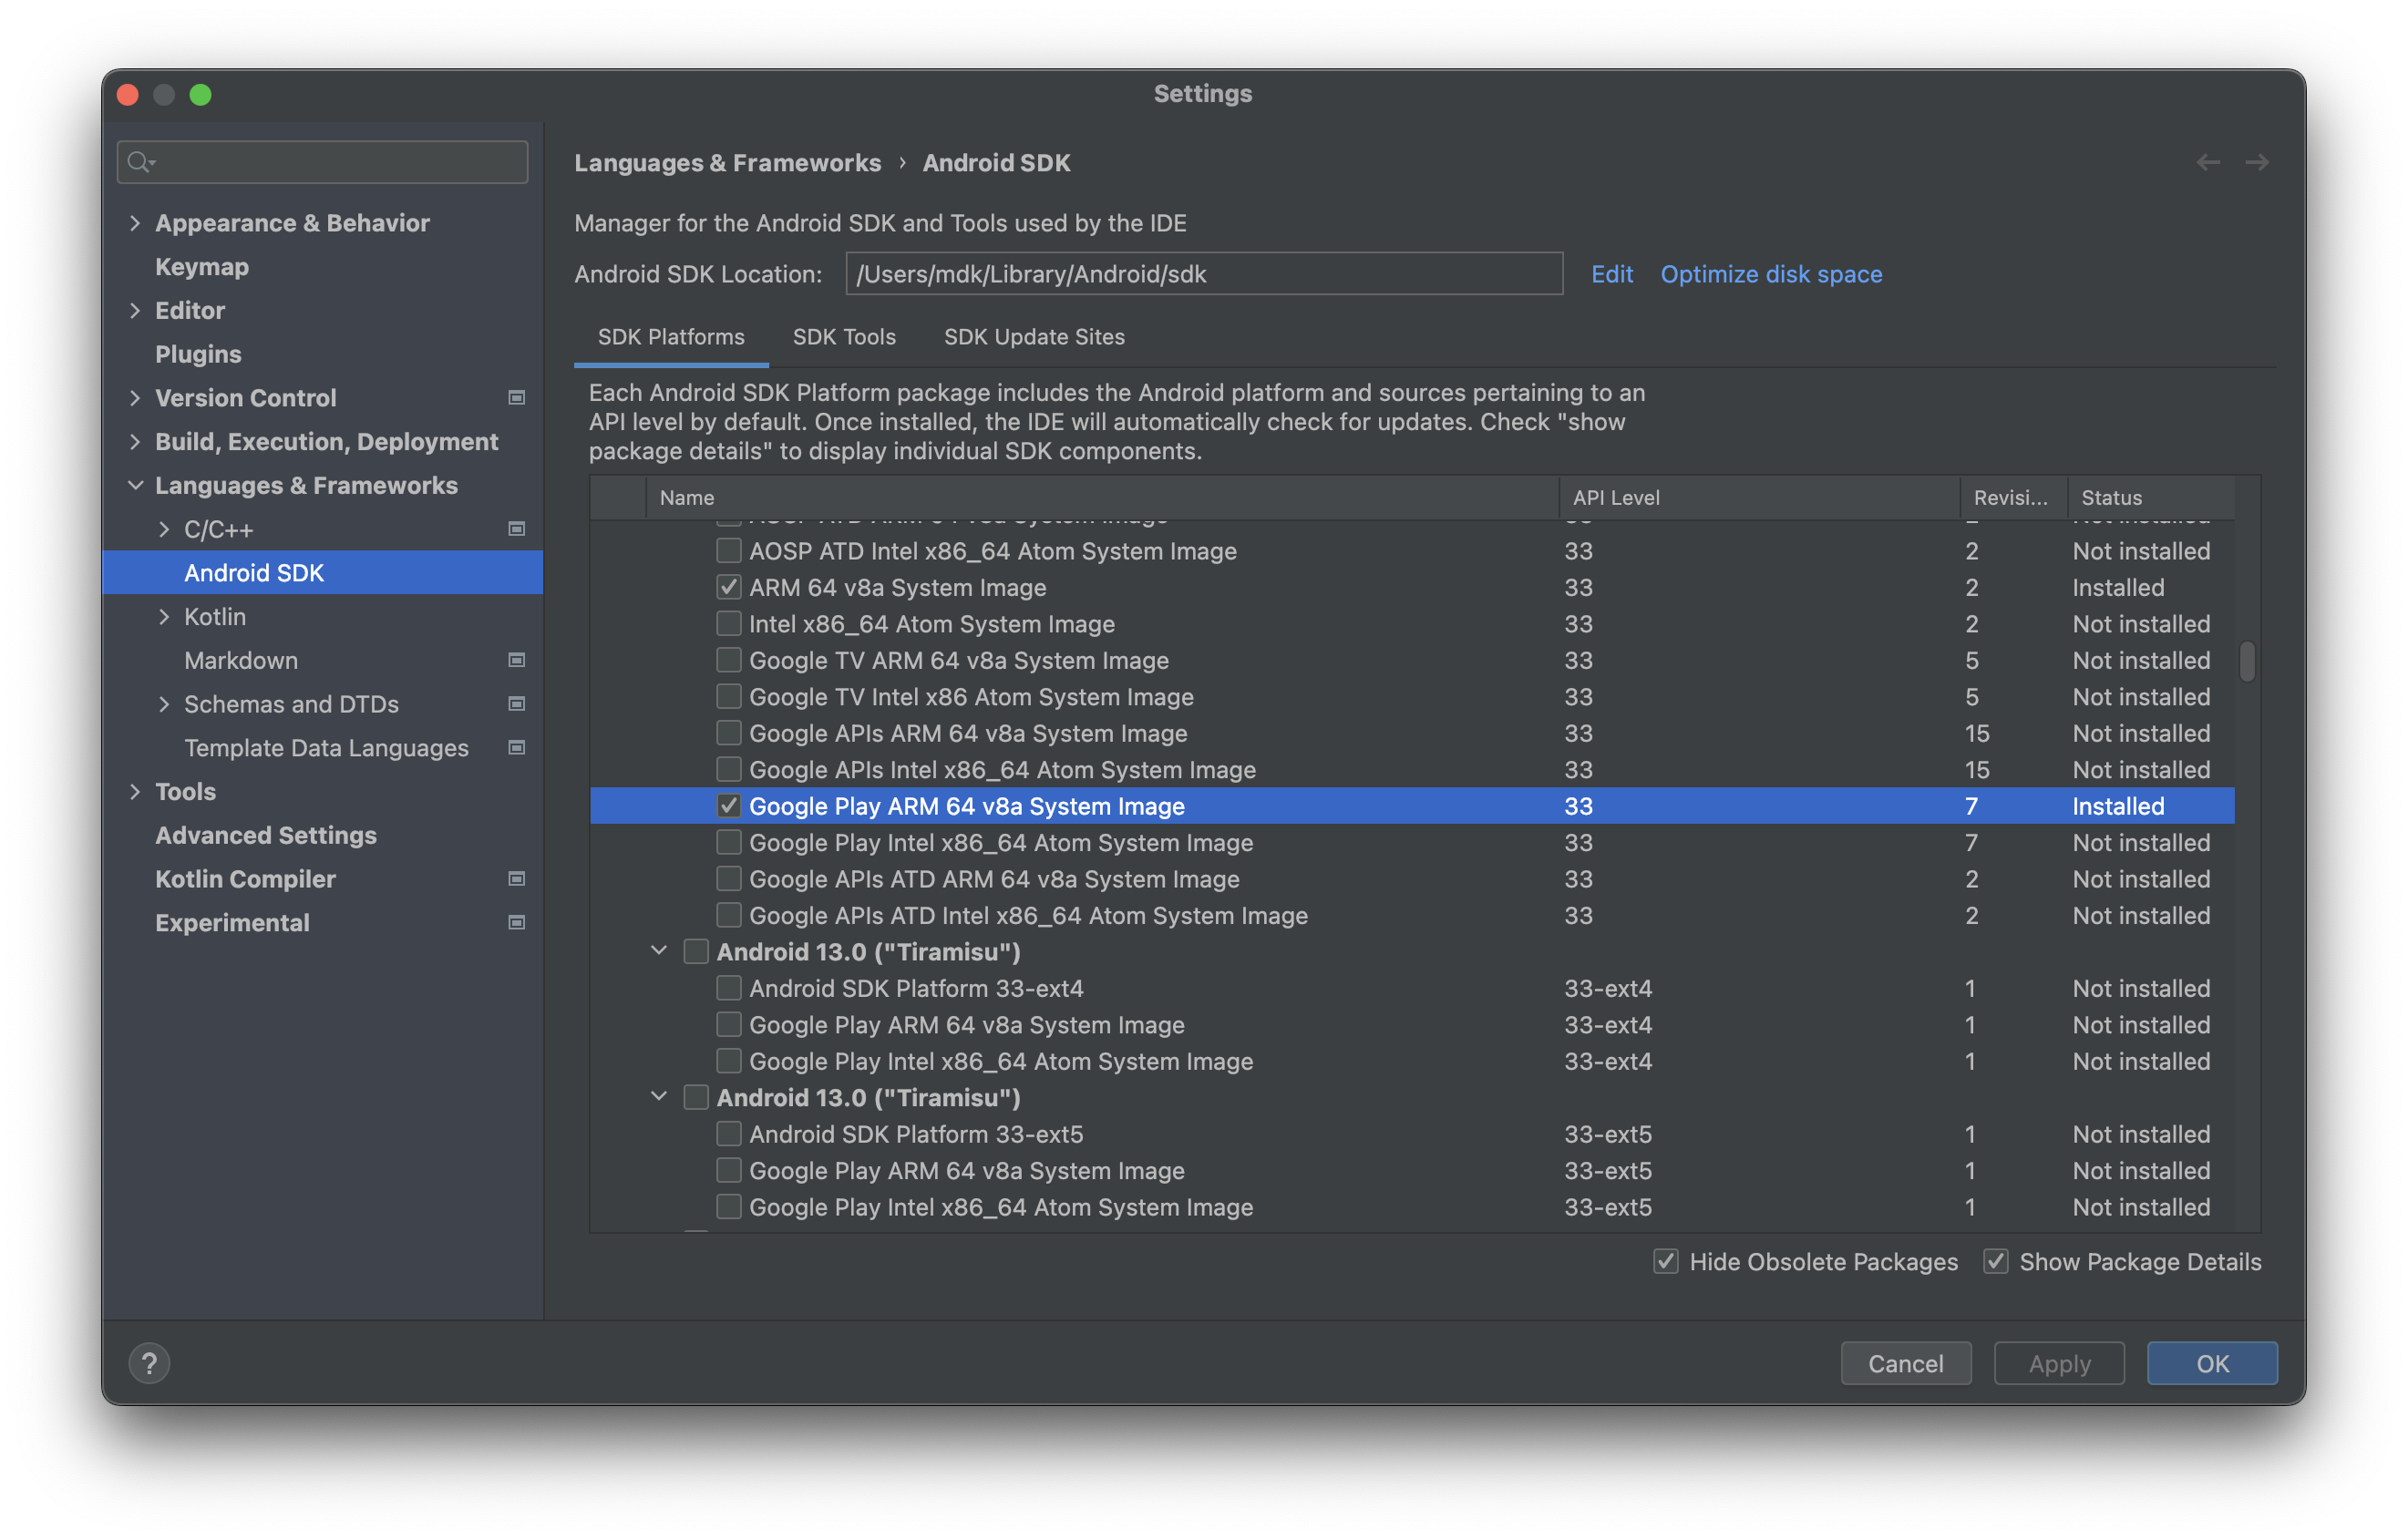 Settings
Appearance & Behavior
Keymap
Editor
Plugins
Version Control
Build, Execution, Deployment
Languages & Frameworks
C/C++
Android SDK
Kotlin
Markdown
Schemas and DTDs
Template Data Languages
Tools
Advanced Settings
Kotlin Compiler
Experimental
Languages & Frameworks › Android SDK
Manager for the Android SDK and Tools used by the IDE
Android SDK Location: /Users/mdk/Library/Android/sdk Edit Optimize disk space
SDK Platforms SDK Tools SDK Update Sites
Each Android SDK Platform package includes the Android platform and sources pertaining to an
API level by default. Once installed, the IDE will automatically check for updates. Check "show
package details" to display individual SDK components.
Name API Level Revisi... Status
AOSP ATD Intel x86_64 Atom System Image 33 2 Not installed
ARM 64 v8a System Image 33 2 Installed
Intel x86_64 Atom System Image 33 2 Not installed
Google TV ARM 64 v8a System Image 33 5 Not installed
Google TV Intel x86 Atom System Image 33 5 Not installed
Google APIs ARM 64 v8a System Image 33 15 Not installed
Google APIs Intel x86_64 Atom System Image 33 15 Not installed
Google Play ARM 64 v8a System Image 33 7 Installed
Google Play Intel x86_64 Atom System Image 33 7 Not installed
Google APIs ATD ARM 64 v8a System Image 33 2 Not installed
Google APIs ATD Intel x86_64 Atom System Image 33 2 Not installed
Android 13.0 ("Tiramisu")
Android SDK Platform 33-ext4 33-ext4 1 Not installed
Google Play ARM 64 v8a System Image 33-ext4 1 Not installed
Google Play Intel x86_64 Atom System Image 33-ext4 1 Not installed
Android 13.0 ("Tiramisu")
Android SDK Platform 33-ext5 33-ext5 1 Not installed
Google Play ARM 64 v8a System Image 33-ext5 1 Not installed
Google Play Intel x86_64 Atom System Image 33-ext5 1 Not installed
Hide Obsolete Packages Show Package Details
? Cancel Apply OK